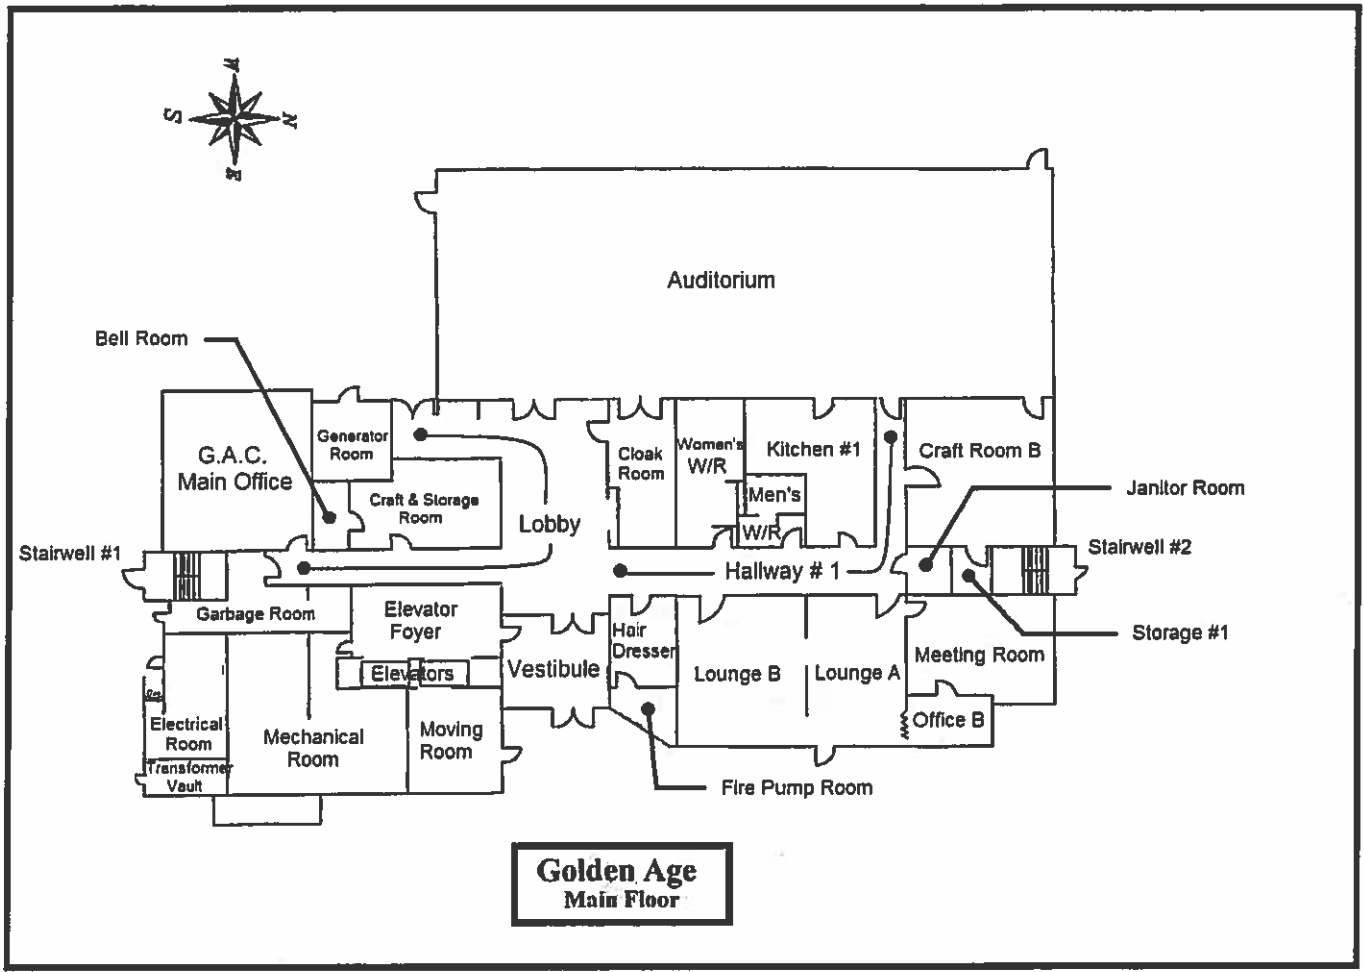 W
S
N
E
Auditorium
Bell Room
G.A.C.
Main Office
Generator
Room
Craft & Storage
Room
Lobby
Cloak
Room
Women's
W/R
Kitchen #1
Men's
W/R
Craft Room B
Janitor Room
Stairwell #1
Stairwell #2
Hallway # 1
Garbage Room
Elevator
Foyer
Elevators
Vestibule
Hair
Dresser
Lounge B
Lounge A
Meeting Room
Storage #1
Office B
Electrical
Room
Mechanical
Room
Moving
Room
Transformer
Vault
Fire Pump Room
Golden Age
Main Floor